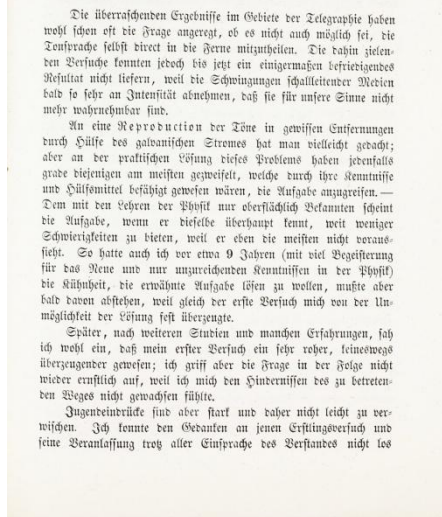 Die überraſchenden Ergebniſſe im Gebiete der Telegraphie haben
wohl ſchon oft die Frage angeregt, ob es nicht auch möglich ſei, die
Tonſprache ſelbſt direct in die Ferne mitzutheilen. Die dahin zielen-
den Verſuche konnten jedoch bis jetzt ein einigermaßen befriedigendes
Reſultat nicht liefern, weil die Schwingungen ſchallleitender Medien
bald ſo ſehr an Intenſität abnehmen, daß ſie für unſere Sinne nicht
mehr wahrnehmbar ſind.
An eine Reproduction der Töne in gewiſſen Entfernungen
durch Hülfe des galvaniſchen Stromes hat man vielleicht gedacht;
aber an der praktiſchen Löſung dieſes Problems haben jedenfalls
grade diejenigen am meiſten gezweifelt, welche durch ihre Kenntniſſe
und Hülfsmittel befähigt geweſen wären, die Aufgabe anzugreifen. —
Dem mit den Lehren der Phyſik nur oberflächlich Bekannten ſcheint
die Aufgabe, wenn er dieſelbe überhaupt kennt, weit weniger
Schwierigkeiten zu bieten, weil er eben die meiſten nicht voraus-
ſieht. So hatte auch ich vor etwa 9 Jahren (mit viel Begeiſterung
für das Neue und nur unzureichenden Kenntniſſen in der Phyſik)
die Kühnheit, die erwähnte Aufgabe löſen zu wollen, mußte aber
bald davon abſtehen, weil gleich der erſte Verſuch mich von der Un-
möglichkeit der Löſung feſt überzeugte.
Später, nach weiteren Studien und manchen Erfahrungen, ſah
ich wohl ein, daß mein erſter Verſuch ein ſehr roher, keineswegs
überzeugender geweſen; ich griff aber die Frage in der Folge nicht
wieder ernſtlich auf, weil ich mich den Hinderniſſen des zu betreten-
den Weges nicht gewachſen fühlte.
Jugendeindrücke ſind aber ſtark und daher nicht leicht zu ver-
wiſchen. Ich konnte den Gedanken an jenen Erſtlingsverſuch und
ſeine Veranlaſſung trotz aller Einſprache des Verſtandes nicht los